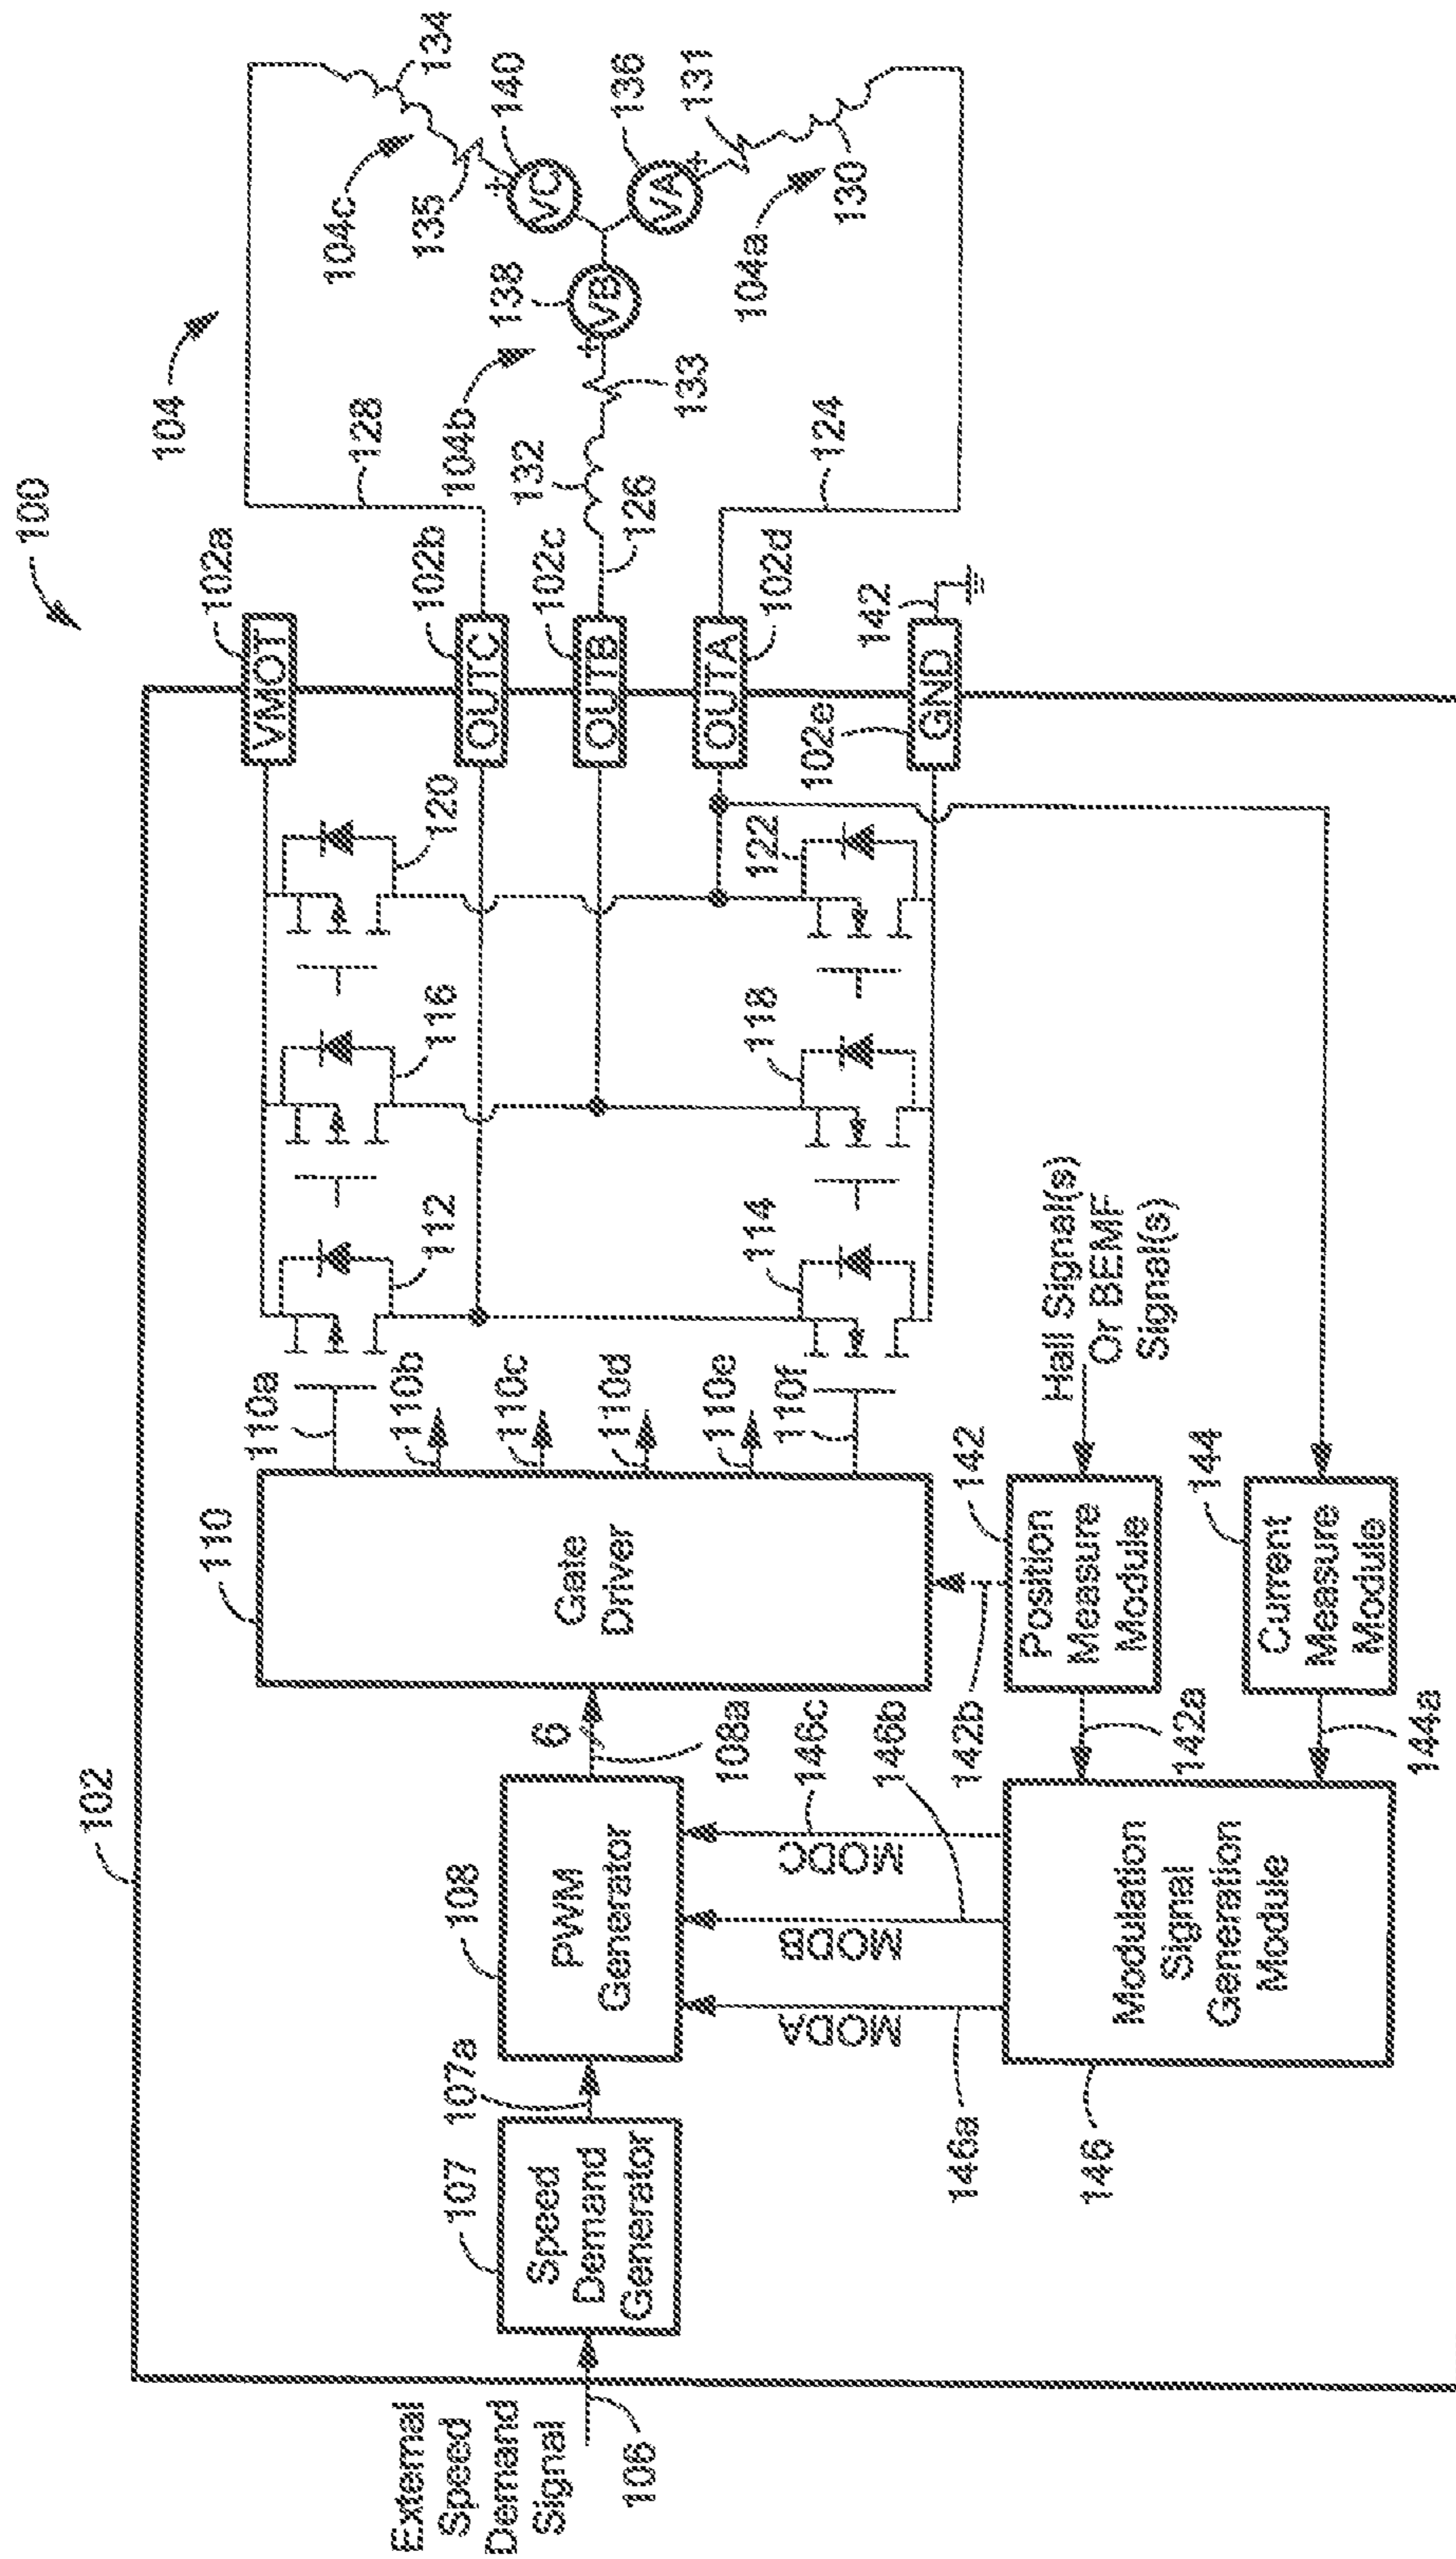 100
102
104
VMOT
102a
OUTC
102b
OUTB
102c
OUTA
102d
GND
102e
142
128
126
124
104c
134
135
140
VC
104b
132
133
138
VB
104a
136
VA
131
130
External
Speed
Demand
Signal
106
107
Speed
Demand
Generator
107a
108
PWM
Generator
6
108a
110
Gate
Driver
110a
110b
110c
110d
110e
110f
112
114
116
118
120
122
MODA
MODB
MODC
146a
146b
146c
142b
146
Modulation
Signal
Generation
Module
142
Position
Measure
Module
142a
Hall Signal(s)
Or BEMF
Signal(s)
144
Current
Measure
Module
144a